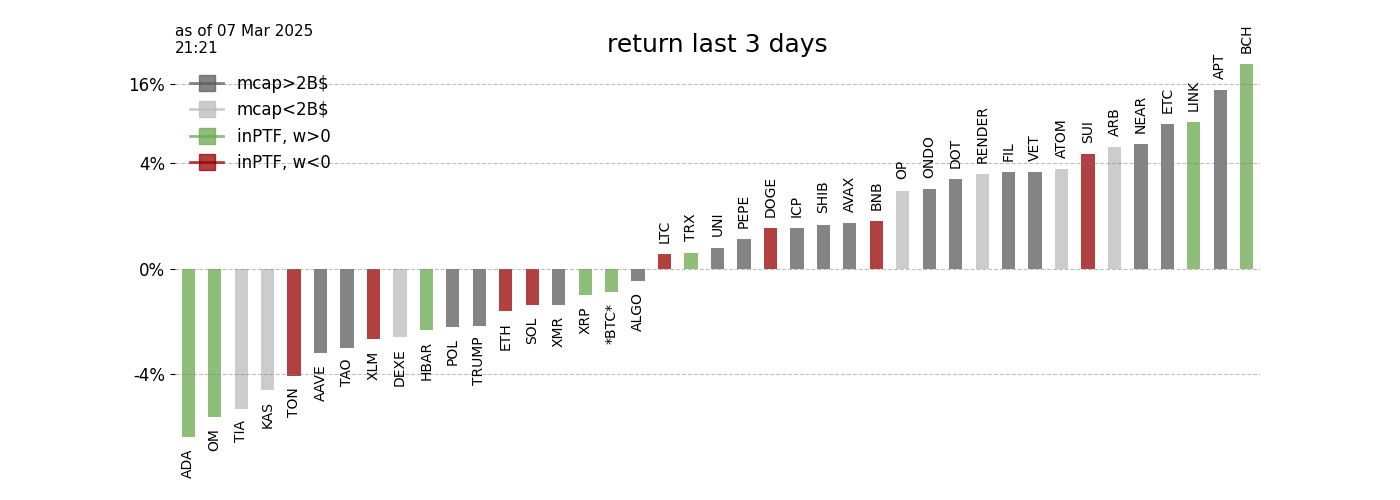 as of 07 Mar 2025
21:21
return last 3 days
mcap>2B$
mcap<2B$
inPTF, w>0
inPTF, w<0
16%
4%
0%
-4%
ADA
OM
TIA
KAS
TON
AAVE
TAO
XLM
DEXE
HBAR
POL
TRUMP
ETH
SOL
XMR
XRP
*BTC*
ALGO
LTC
TRX
UNI
PEPE
DOGE
ICP
SHIB
AVAX
BNB
OP
ONDO
DOT
RENDER
FIL
VET
ATOM
SUI
ARB
NEAR
ETC
LINK
APT
BCH